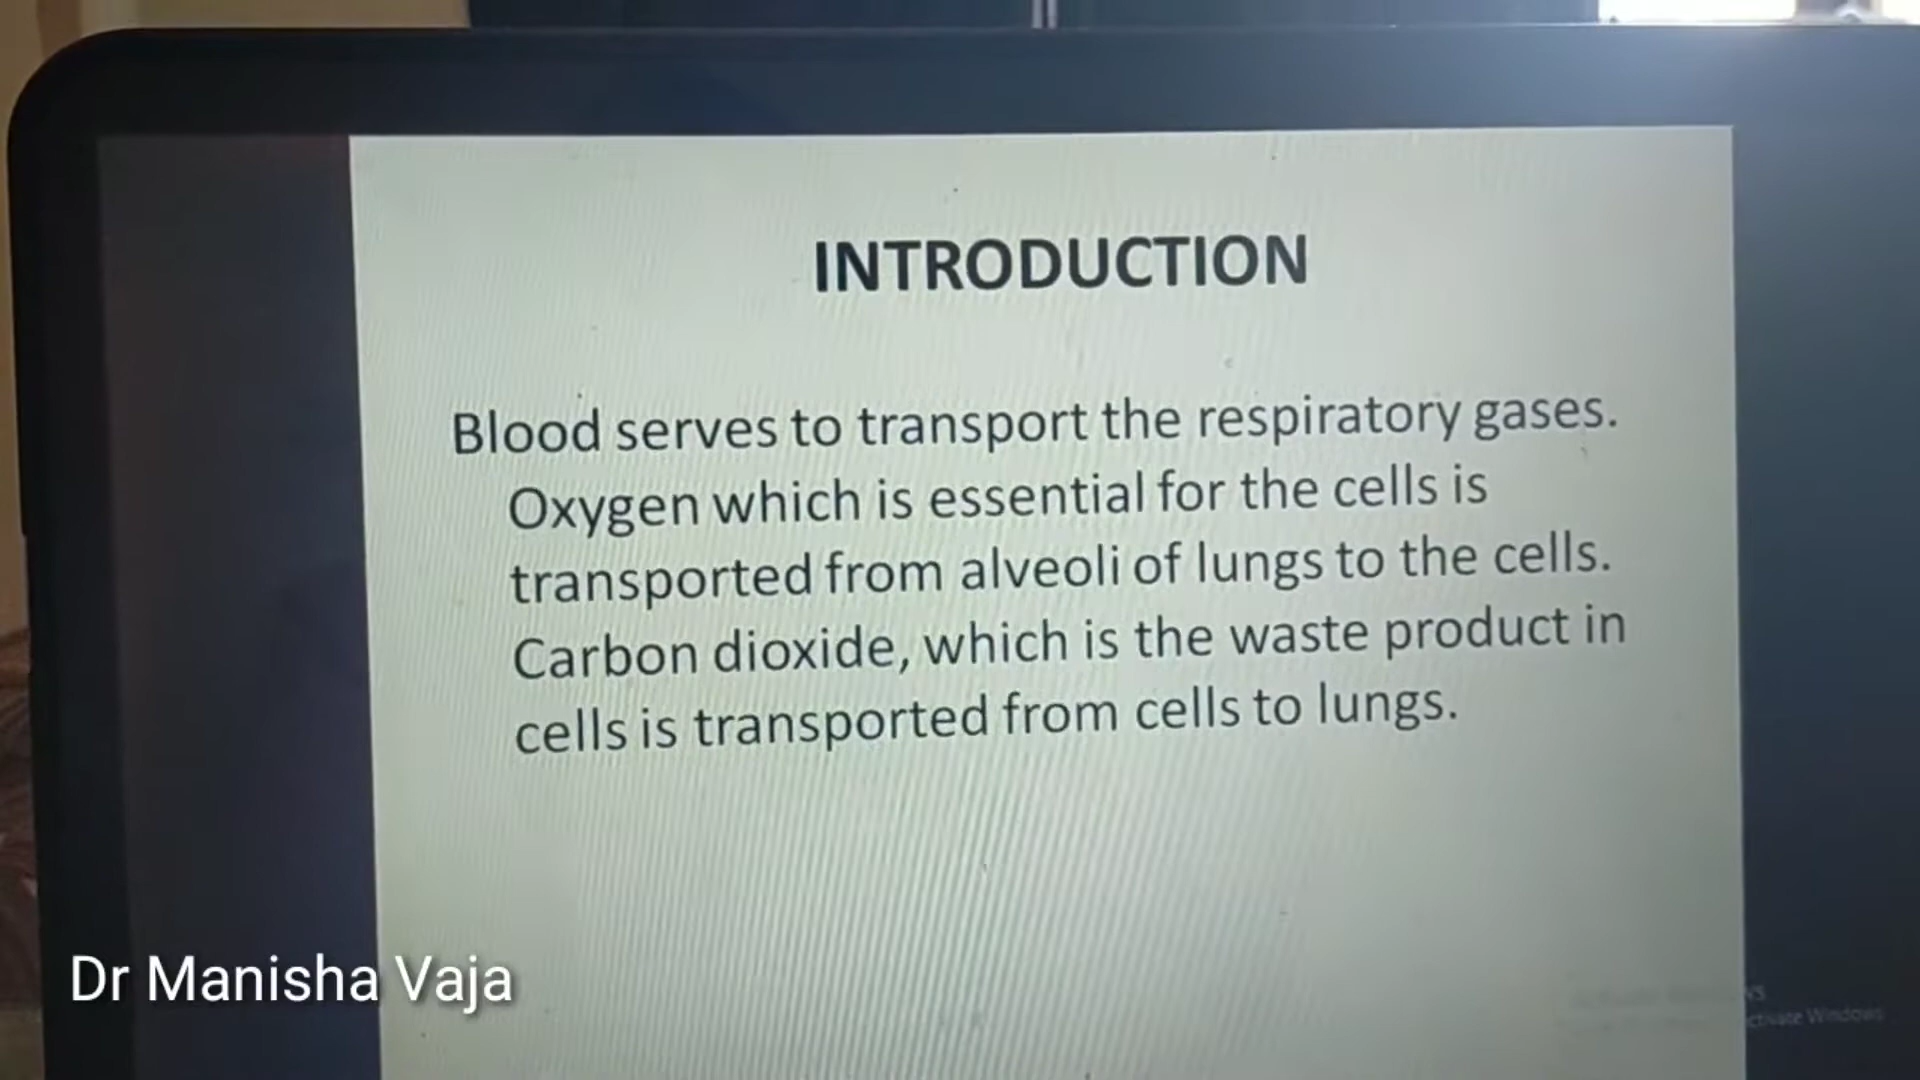 INTRODUCTION
Blood serves to transport the respiratory gases.
Oxygen which is essential for the cells is
transported from alveoli of lungs to the cells.
Carbon dioxide, which is the waste product in
cells is transported from cells to lungs.
Dr Manisha Vaja
ctivate Windows